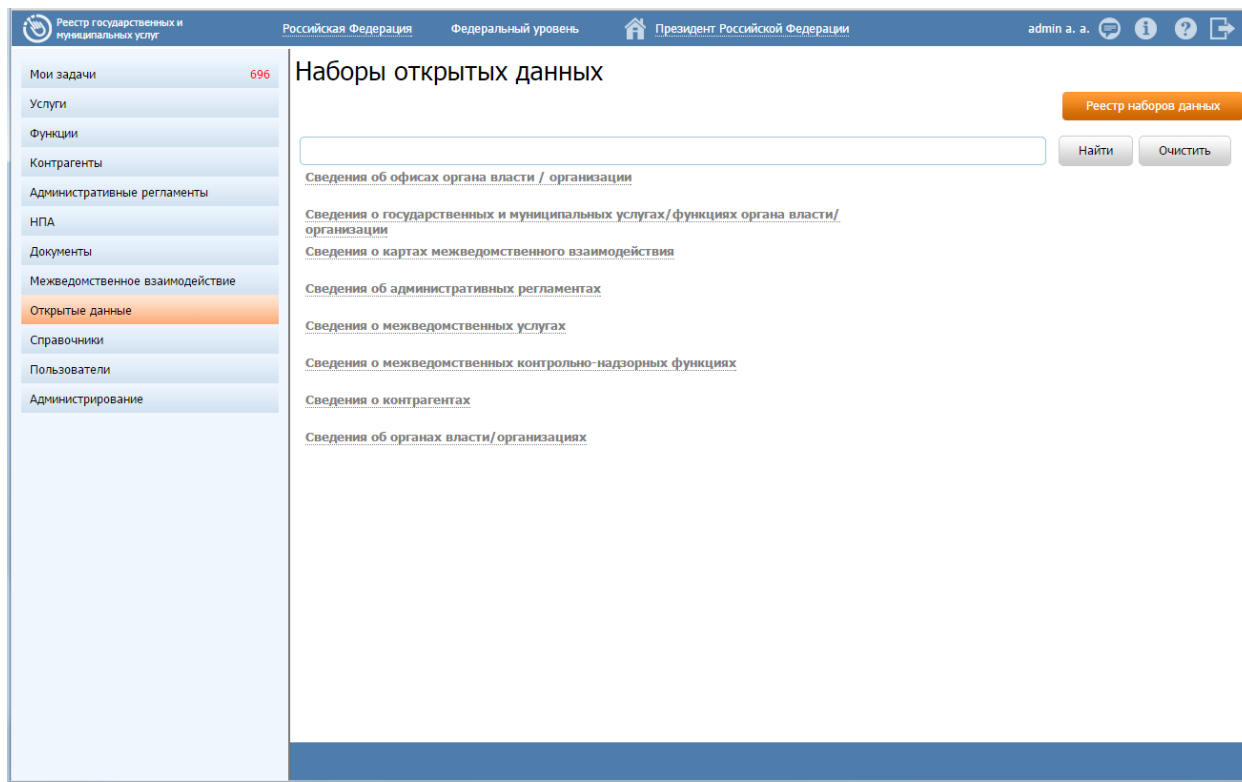 Реестр государственных и
муниципальных услуг
Российская Федерация
Федеральный уровень
Президент Российской Федерации
admin a. a.
Мои задачи 696
Услуги
Функции
Контрагенты
Административные регламенты
НПА
Документы
Межведомственное взаимодействие
Открытые данные
Справочники
Пользователи
Администрирование
Наборы открытых данных
Реестр наборов данных
Найти
Очистить
Сведения об офисах органа власти / организации
Сведения о государственных и муниципальных услугах/функциях органа власти/
организации
Сведения о картах межведомственного взаимодействия
Сведения об административных регламентах
Сведения о межведомственных услугах
Сведения о межведомственных контрольно-надзорных функциях
Сведения о контрагентах
Сведения об органах власти/организациях